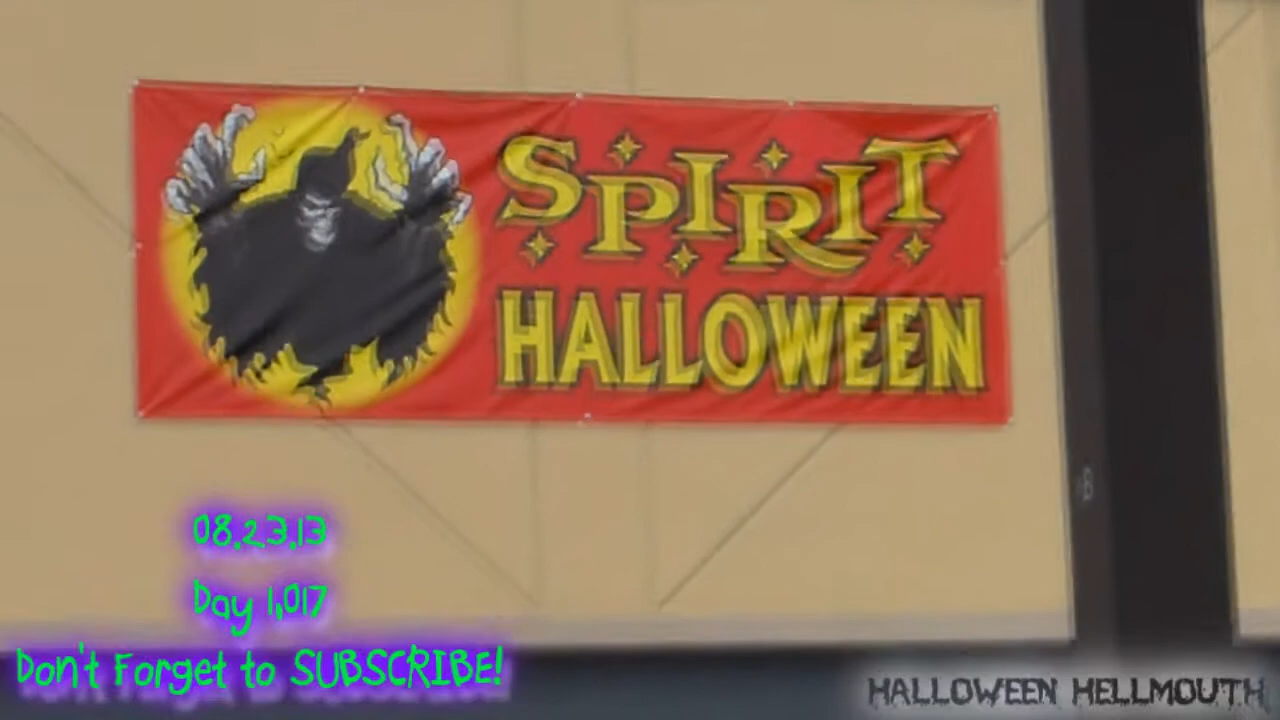 SPIRIT
HALLOWEEN
08.23.13
Day 1,017
Don't Forget to SUBSCRIBE!
HALLOWEEN HELLMOUTH